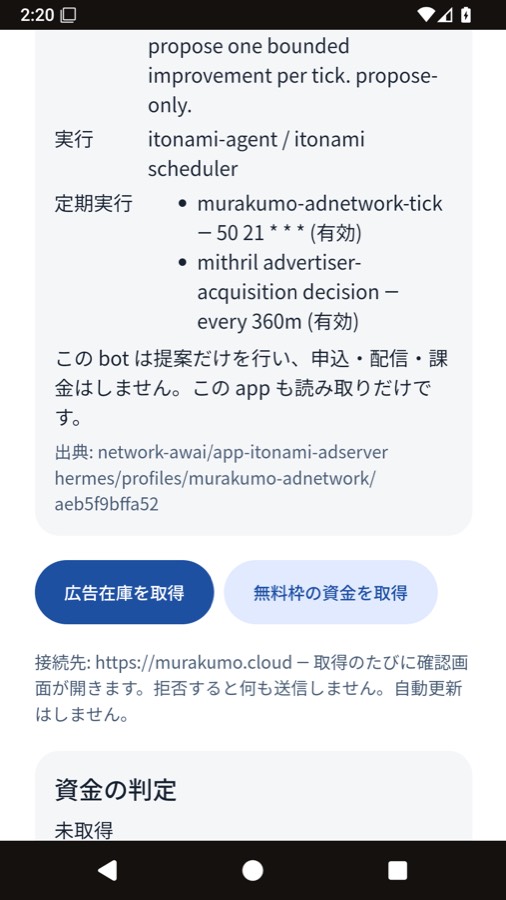 2:20
propose one bounded
improvement per tick. propose-
only.
実行 itonami-agent / itonami
scheduler
定期実行 • murakumo-adnetwork-tick
— 50 21 * * * (有効)
• mithril advertiser-
acquisition decision —
every 360m (有効)
この bot は提案だけを行い、申込・配信・課
金はしません。この app も読み取りだけで
す。
出典: network-awai/app-itonami-adserver
hermes/profiles/murakumo-adnetwork/
aeb5f9bffa52
広告在庫を取得 無料枠の資金を取得
接続先: https://murakumo.cloud — 取得のたびに確認画
面が開きます。拒否すると何も送信しません。自動更新
はしません。
資金の判定
未取得